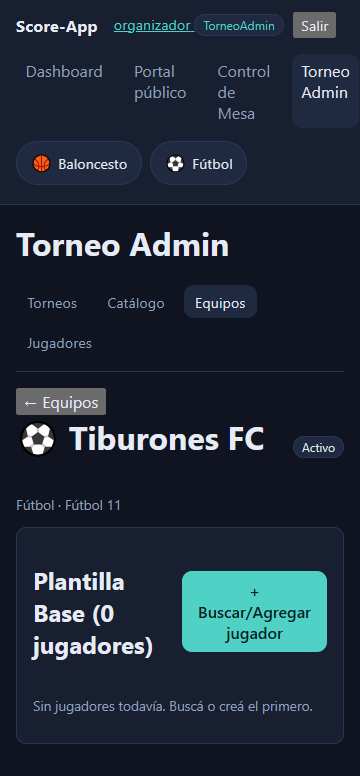 Score-App organizador TorneoAdmin Salir
Dashboard Portal Control Torneo
público de Admin
Mesa
Baloncesto Fútbol
Torneo Admin
Torneos Catálogo Equipos
Jugadores
← Equipos
Tiburones FC Activo
Fútbol · Fútbol 11
Plantilla
Base (0
jugadores)
+
Buscar/Agregar
jugador
Sin jugadores todavía. Buscá o creá el primero.